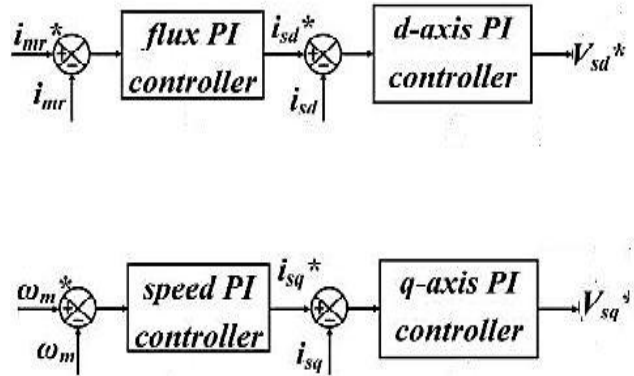 i_mr* + − i_mr
flux PI controller
i_sd* + − i_sd
d-axis PI controller
V_sd*
ω_m* + − ω_m
speed PI controller
i_sq* + − i_sq
q-axis PI controller
V_sq*